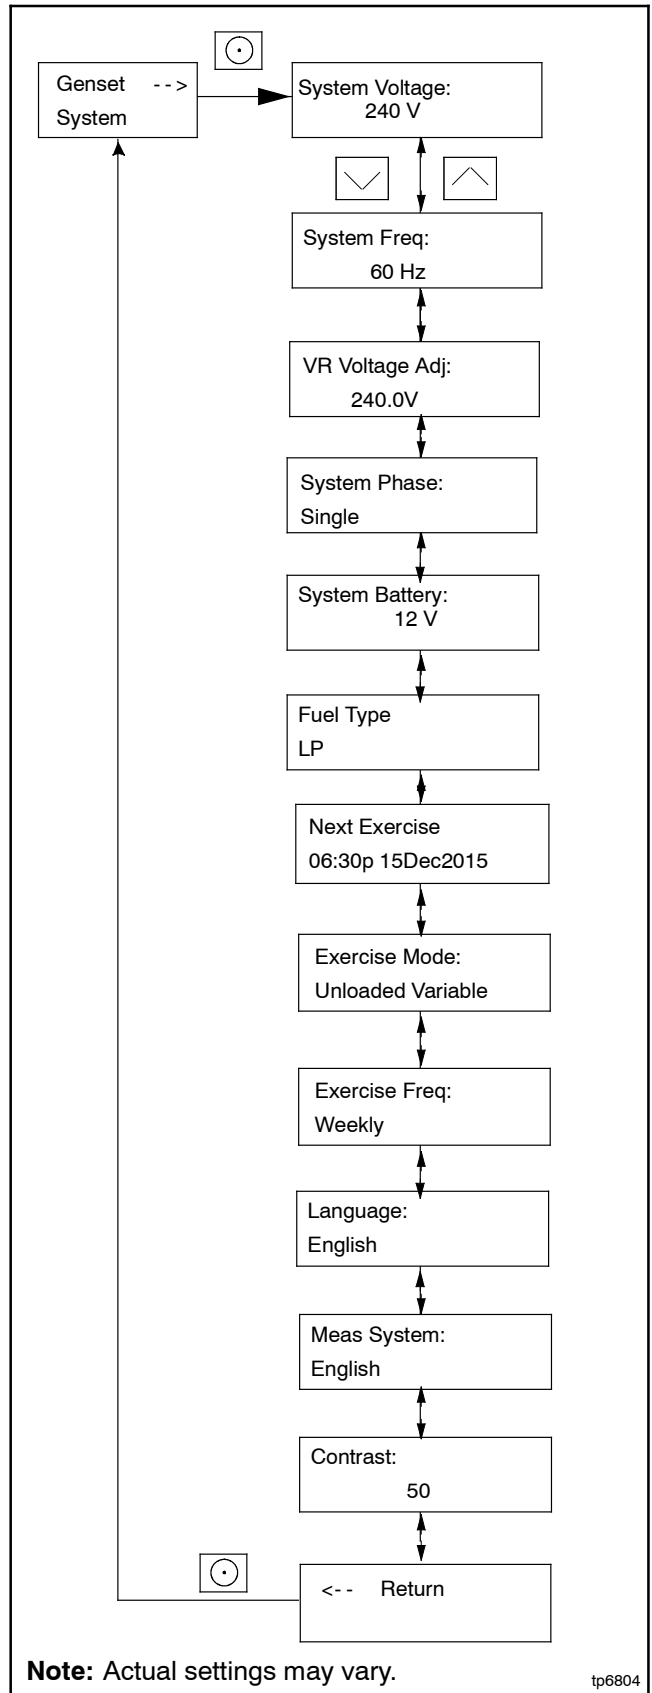 Genset -->
System
System Voltage:
240 V
System Freq:
60 Hz
VR Voltage Adj:
240.0V
System Phase:
Single
System Battery:
12 V
Fuel Type
LP
Next Exercise
06:30p 15Dec2015
Exercise Mode:
Unloaded Variable
Exercise Freq:
Weekly
Language:
English
Meas System:
English
Contrast:
50
<-- Return
Note: Actual settings may vary.
tp6804